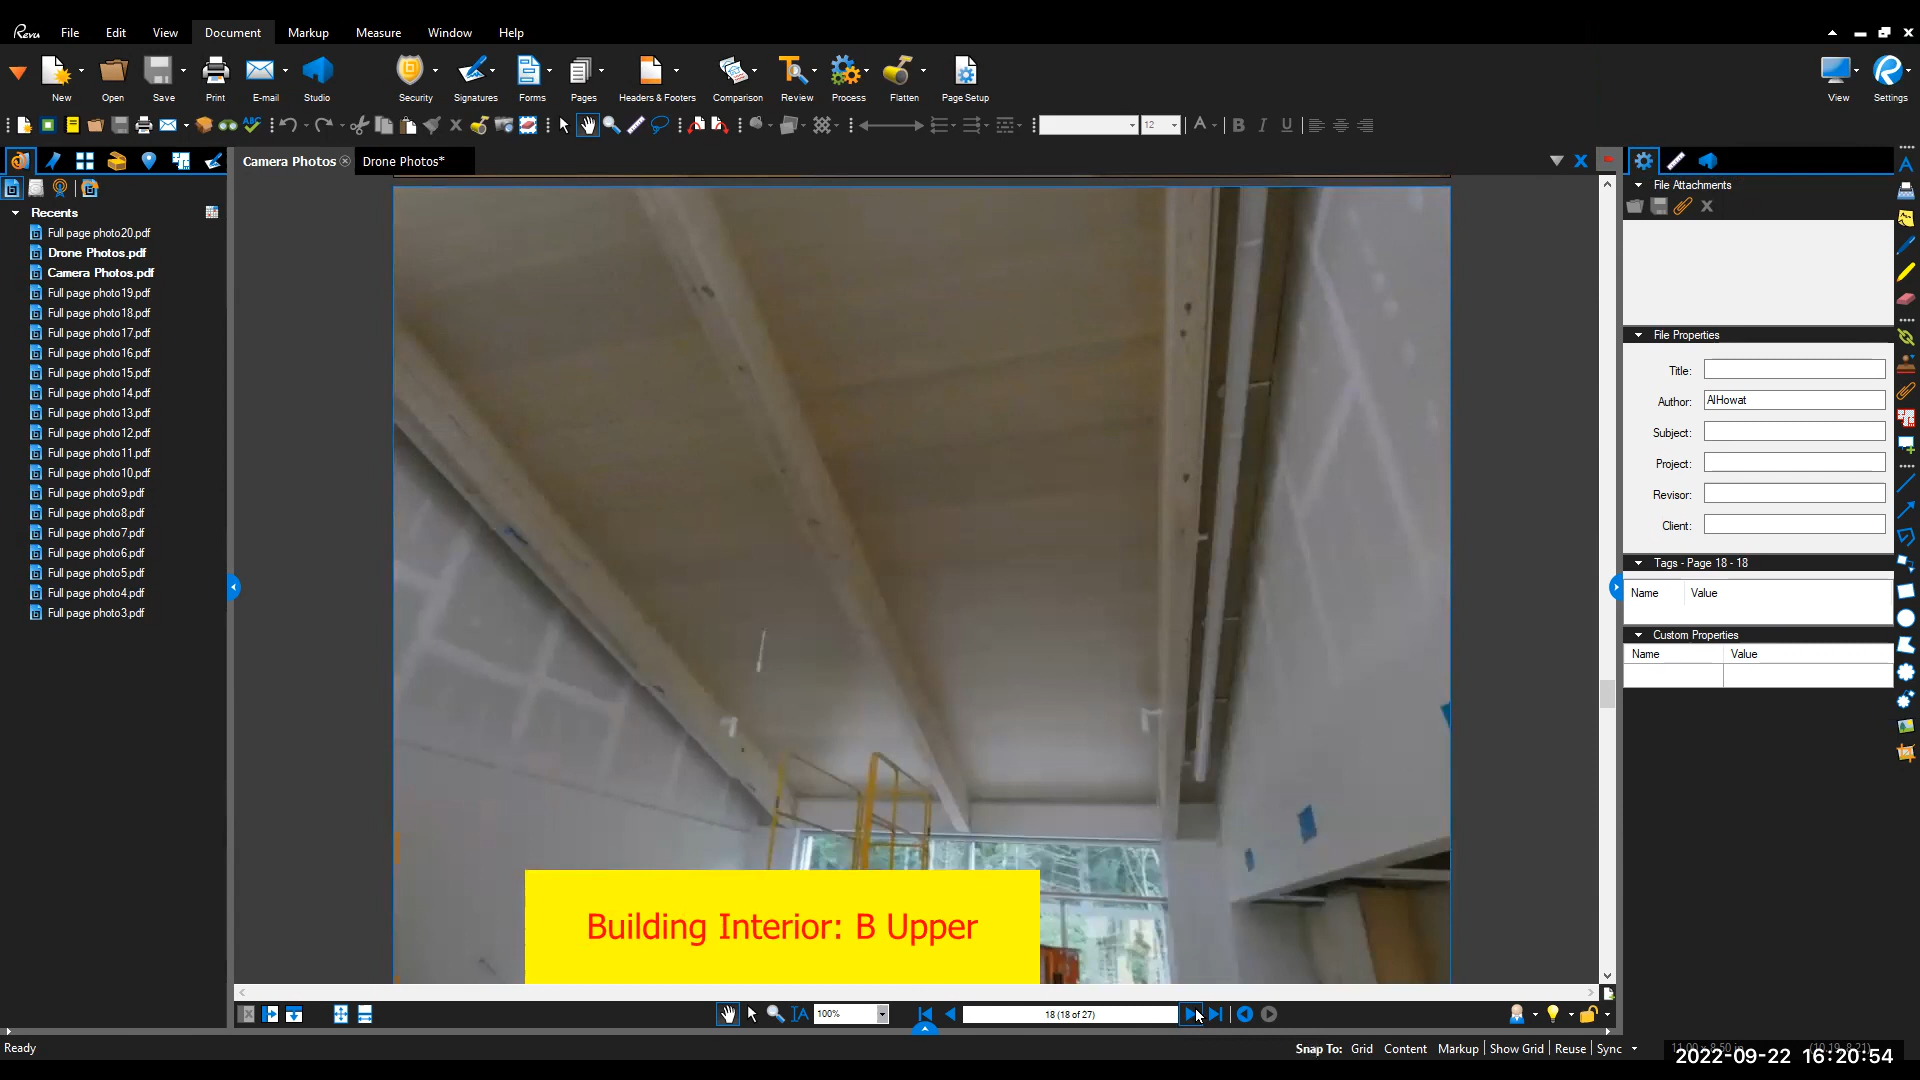 Revu File Edit View Document Markup Measure Window Help
New Open Save Print E-mail Studio Security Signatures Forms Pages Headers & Footers Comparison Review Process Flatten Page Setup View Settings
12
Camera Photos Drone Photos*
File Attachments
Recents
Full page photo20.pdf
Drone Photos.pdf
Camera Photos.pdf
Full page photo19.pdf
Full page photo18.pdf
Full page photo17.pdf
Full page photo16.pdf
Full page photo15.pdf
Full page photo14.pdf
Full page photo13.pdf
Full page photo12.pdf
Full page photo11.pdf
Full page photo10.pdf
Full page photo9.pdf
Full page photo8.pdf
Full page photo7.pdf
Full page photo6.pdf
Full page photo5.pdf
Full page photo4.pdf
Full page photo3.pdf
Building Interior: B Upper
File Properties
Title:
Author: AlHowat
Subject:
Project:
Revisor:
Client:
Tags - Page 18 - 18
Name Value
Custom Properties
Name Value
100%
18 (18 of 27)
Ready
Snap To: Grid Content Markup Show Grid Reuse Sync
2022-09-22 16:20:54